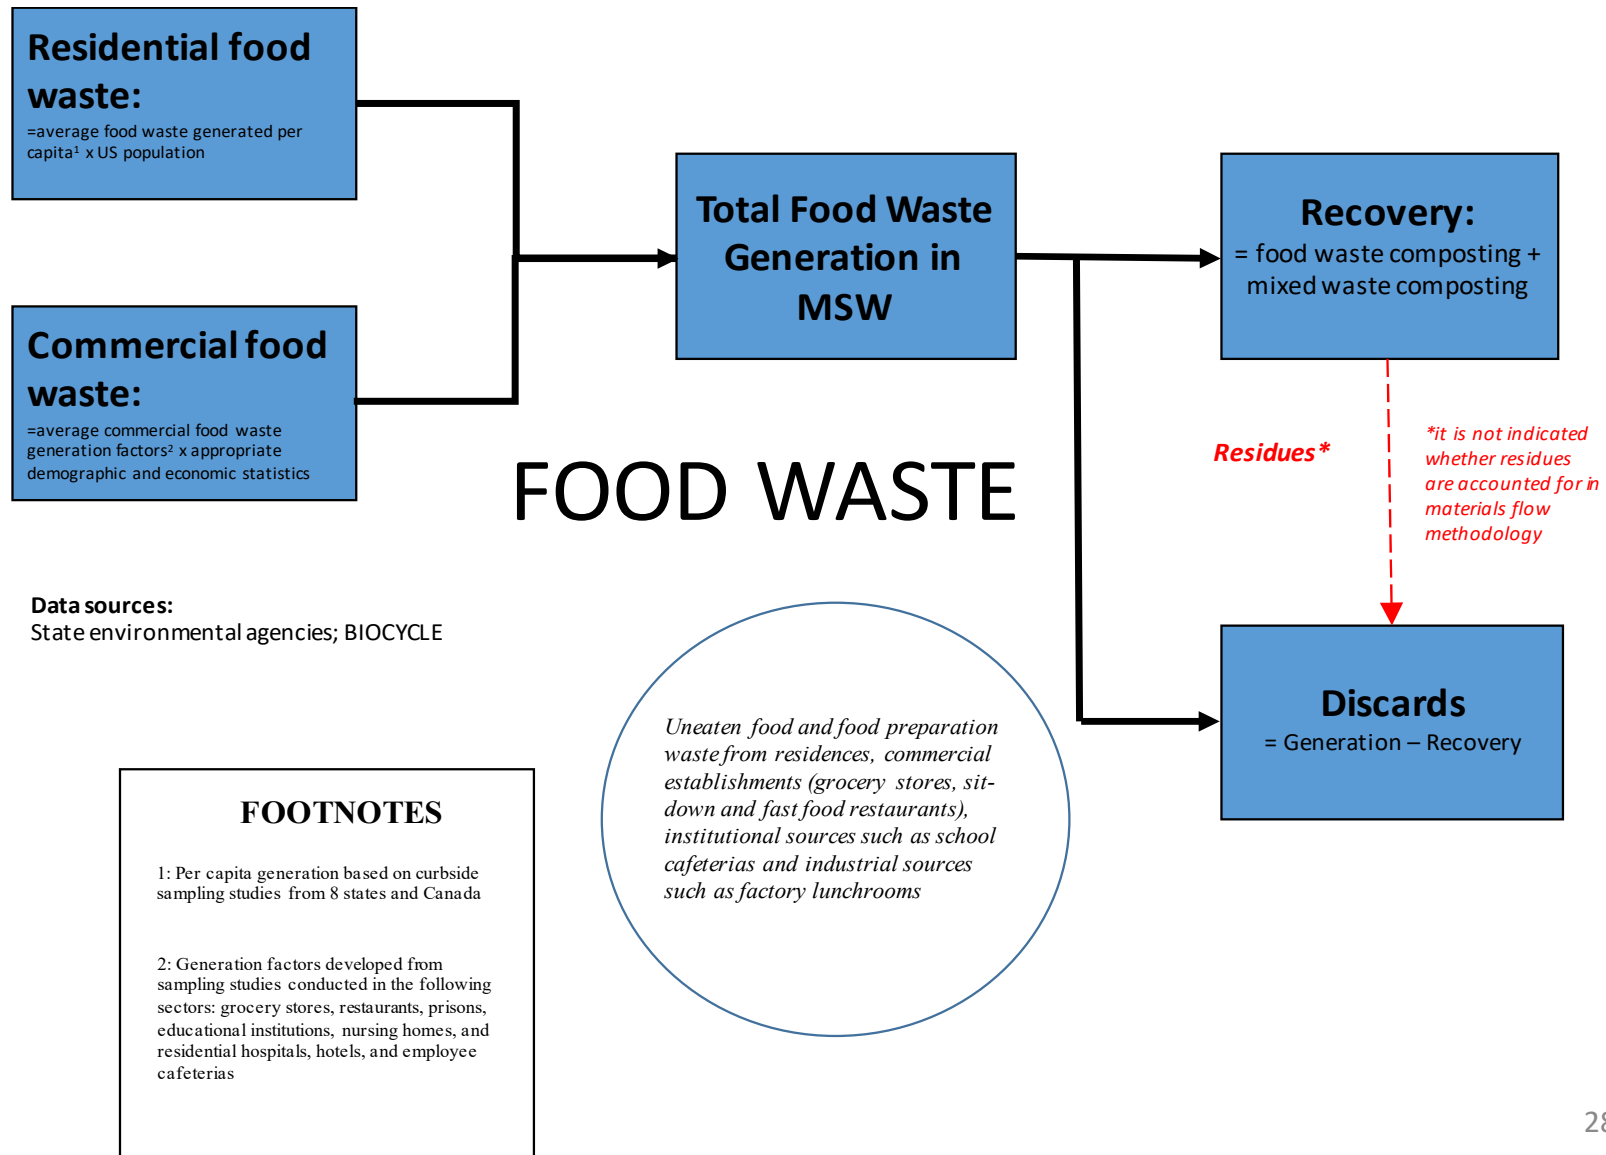 Residential food
waste:
=average food waste generated per
capita¹ x US population
Commercial food
waste:
=average commercial food waste
generation factors² x appropriate
demographic and economic statistics
Total Food Waste
Generation in
MSW
Recovery:
= food waste composting +
mixed waste composting
Residues*
*it is not indicated
whether residues
are accounted for in
materials flow
methodology
FOOD WASTE
Data sources:
State environmental agencies; BIOCYCLE
Uneaten food and food preparation
waste from residences, commercial
establishments (grocery stores, sit-
down and fast food restaurants),
institutional sources such as school
cafeterias and industrial sources
such as factory lunchrooms
Discards
= Generation – Recovery
FOOTNOTES
1: Per capita generation based on curbside
sampling studies from 8 states and Canada
2: Generation factors developed from
sampling studies conducted in the following
sectors: grocery stores, restaurants, prisons,
educational institutions, nursing homes, and
residential hospitals, hotels, and employee
cafeterias
28